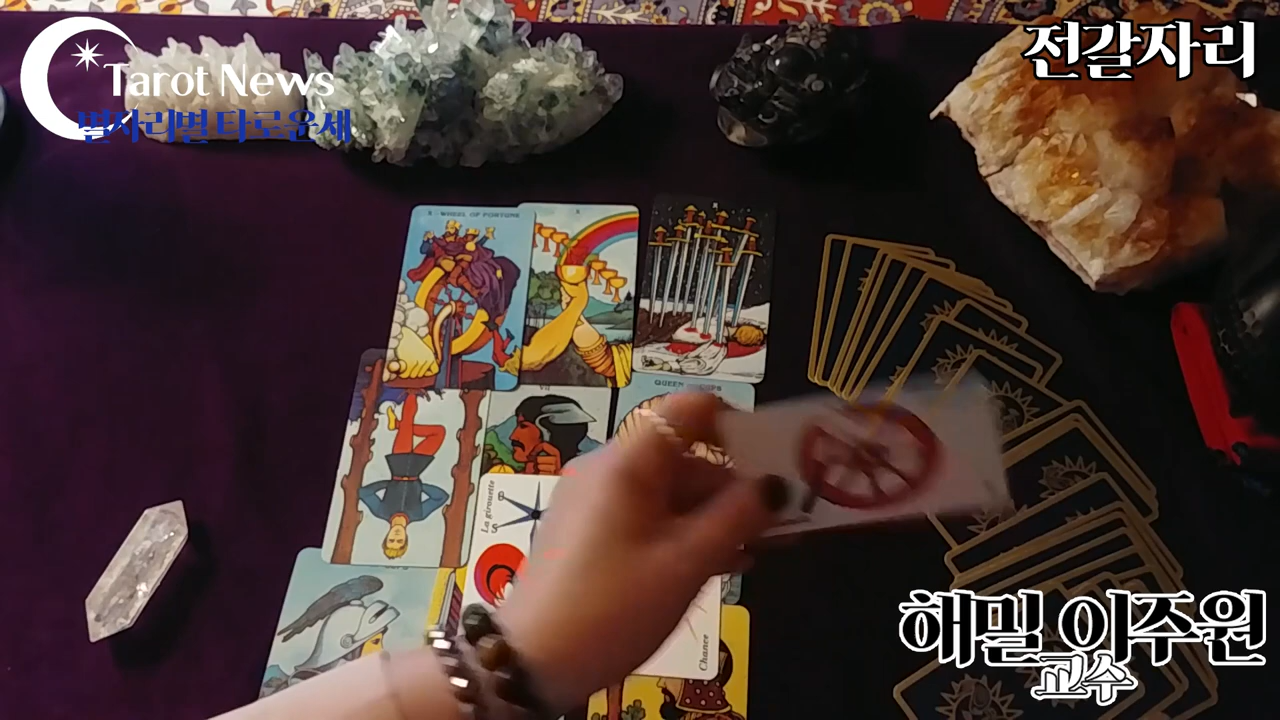 전갈자리
Tarot News
별자리별 타로운세
X WHEEL OF FORTUNE
X
X
VII
QUEEN OF CUPS
La girouette
Chance
해밀 이주원
교수